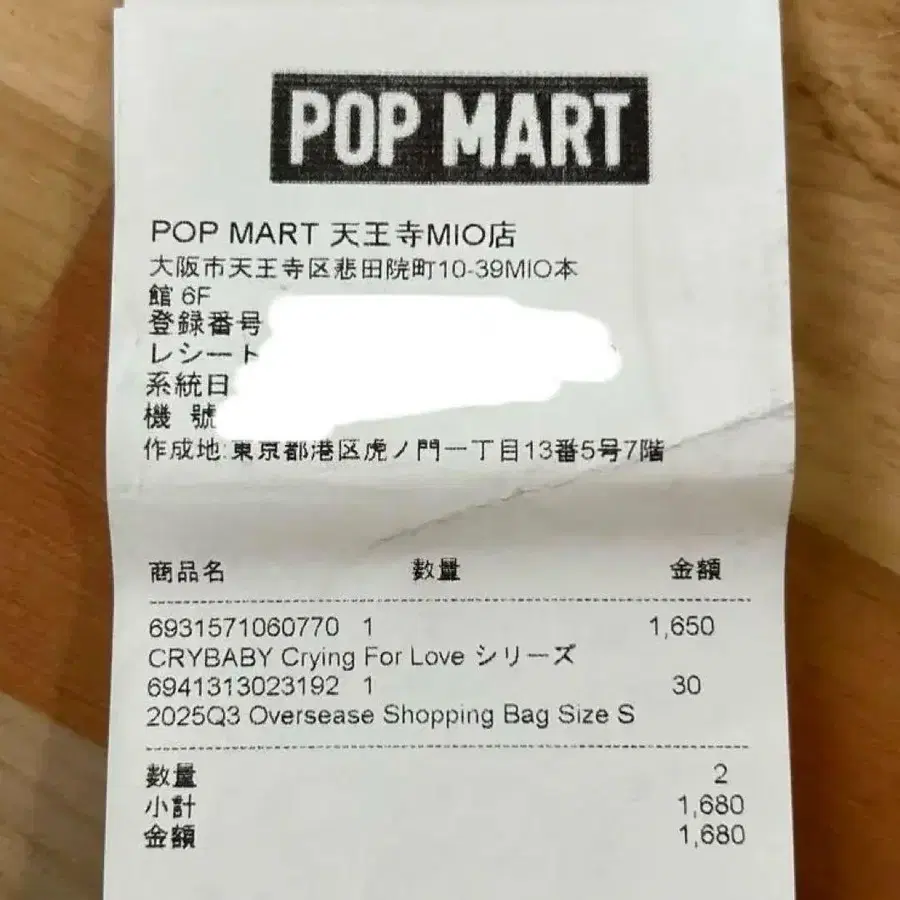 POP MART
POP MART 天王寺MIO店
大阪市天王寺区悲田院町10-39MIO本
館 6F
登録番号
レシート
系統日
機 號
作成地:東京都港区虎ノ門一丁目13番5号7階
商品名 数量 金額
6931571060770 1 1,650
CRYBABY Crying For Love シリーズ
6941313023192 1 30
2025Q3 Oversease Shopping Bag Size S
数量 2
小計 1,680
金額 1,680